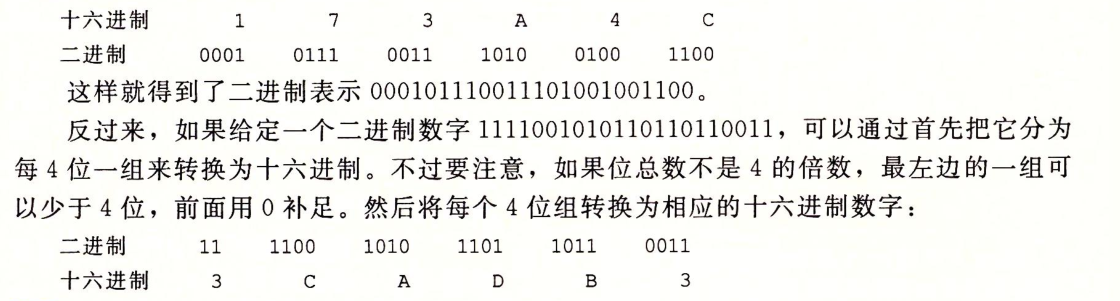 十六进制 1 7 3 A 4 C
二进制 0001 0111 0011 1010 0100 1100
这样就得到了二进制表示 000101110011101001001100。
反过来，如果给定一个二进制数字 1111001010110110110011，可以通过首先把它分为
每 4 位一组来转换为十六进制。不过要注意，如果位总数不是 4 的倍数，最左边的一组可
以少于 4 位，前面用 0 补足。然后将每个 4 位组转换为相应的十六进制数字：
二进制 11 1100 1010 1101 1011 0011
十六进制 3 C A D B 3